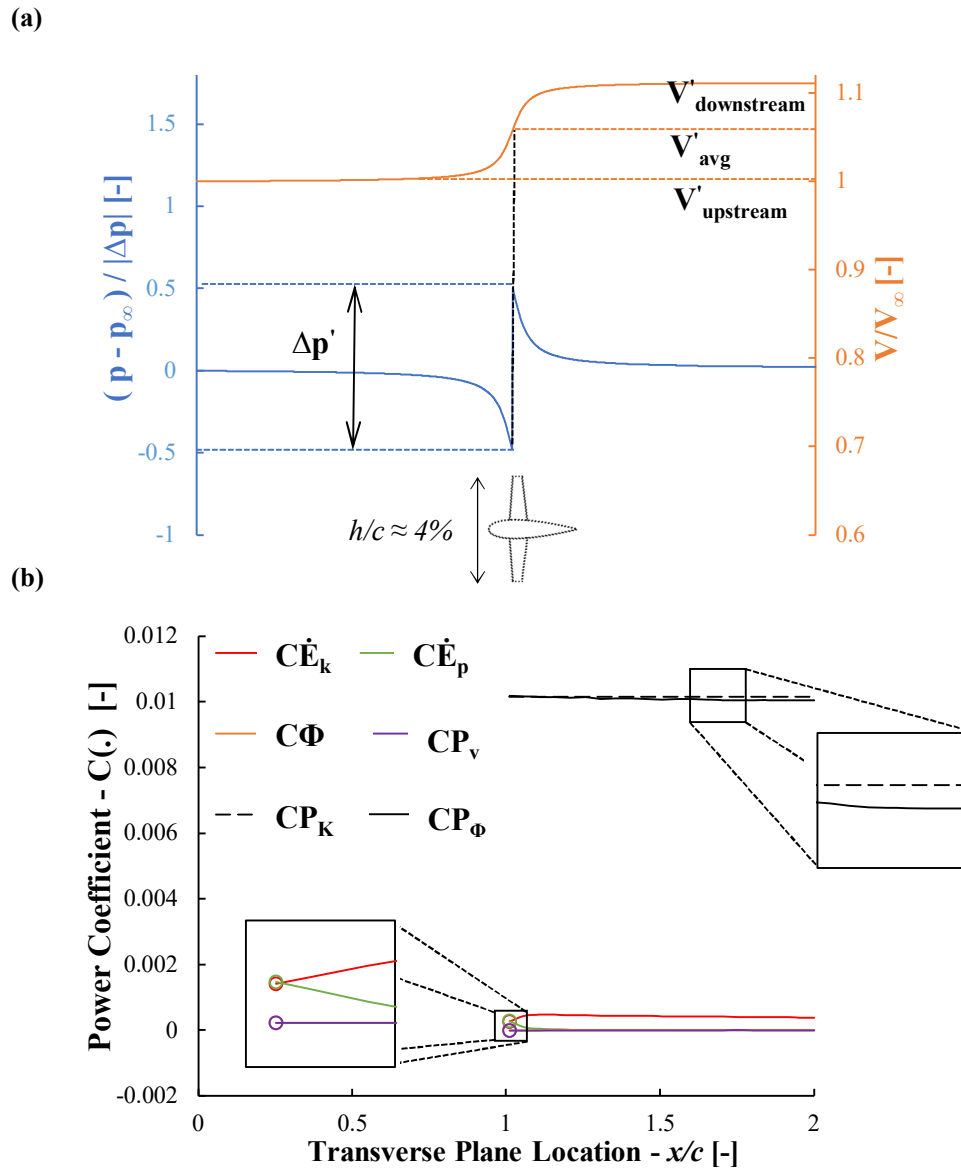 (a)
V'downstream
V'avg
V'upstream
1.5
1
0.5
0
-0.5
-1
( p - p∞ ) / |Δp| [-]
Δp'
h/c ≈ 4%
1.1
1
0.9
0.8
0.7
0.6
V/V∞ [-]
(b)
0.012
0.01
0.008
0.006
0.004
0.002
0
-0.002
Power Coefficient - C(.) [-]
CĖk CĖp
CΦ CPv
CPK CPΦ
0 0.5 1 1.5 2
Transverse Plane Location - x/c [-]